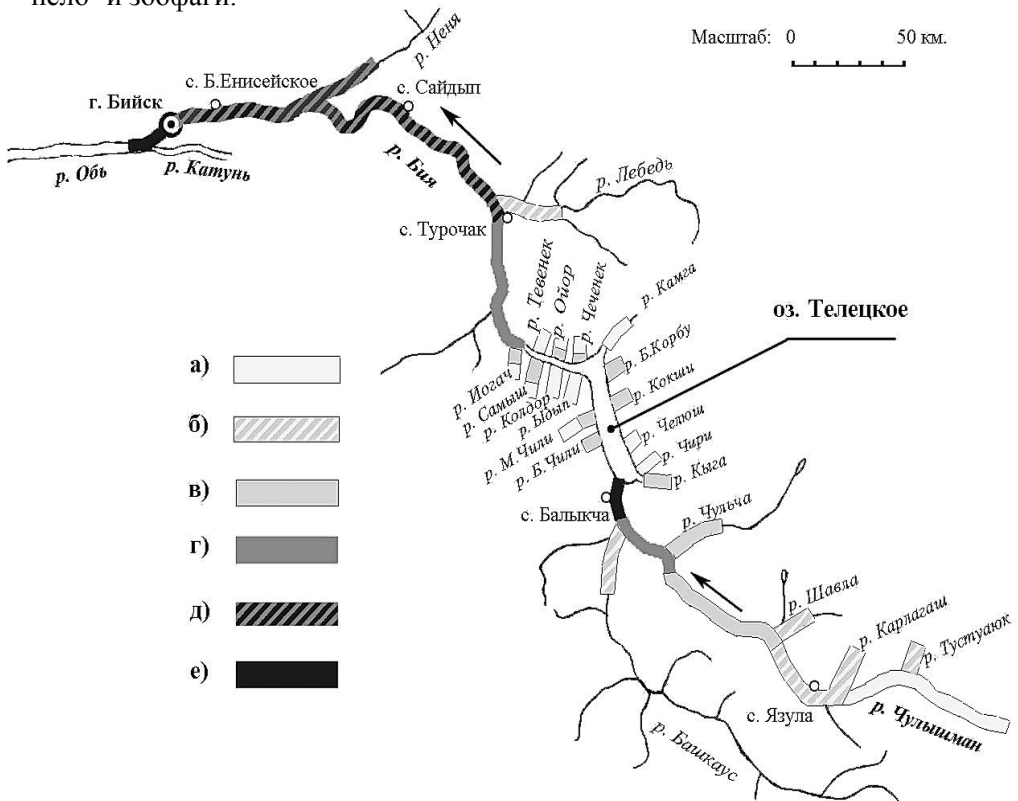 пело- и зоофаги.
Масштаб: 0 50 км.
р. Неня
с. Б.Енисейское
с. Сайдып
г. Бийск
р. Обь
р. Катунь
р. Бия
р. Лебедь
с. Турочак
р. Тевенек
р. Ойор
р. Чеченек
р. Камга
оз. Телецкое
р. Б.Корбу
р. Кокши
р. Иогач
р. Самыш
р. Колдор
р. Ыдып
р. М.Чили
р. Б.Чили
р. Челюш
р. Чири
р. Кыга
с. Балыкча
р. Чульча
р. Шавла
р. Карлагаш
р. Тустуаюк
с. Язула
р. Чулышман
р. Башкаус
а)
б)
в)
г)
д)
е)